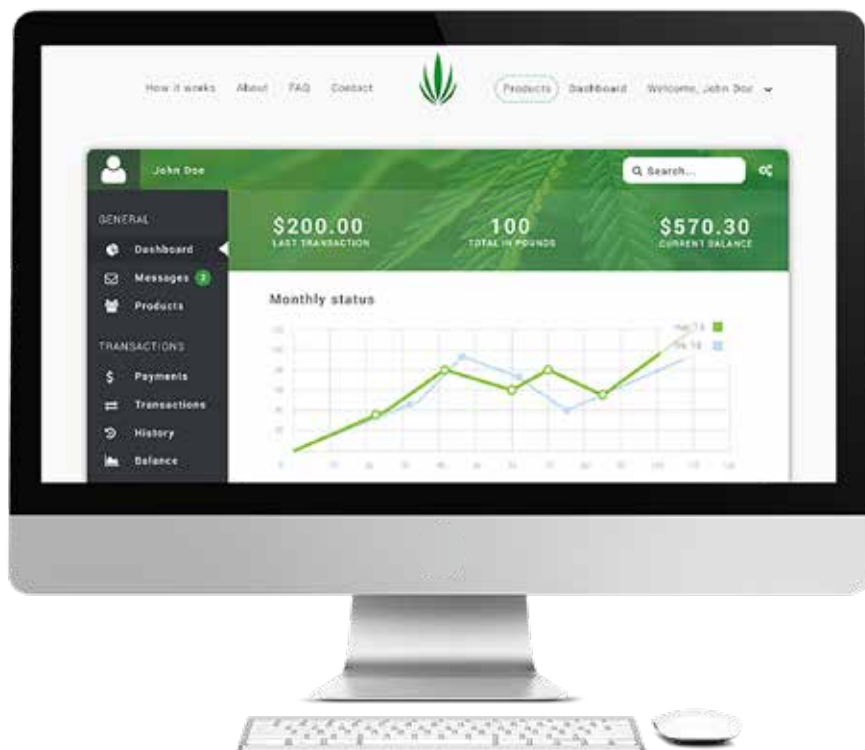 How it works About FAQ Contact Products Dashboard Welcome, John Doe
John Doe
Search...
GENERAL
Dashboard
Messages
Products
TRANSACTIONS
Payments
Transactions
History
Balance
$200.00
LAST TRANSACTION
100
TOTAL IN POUNDS
$570.30
CURRENT BALANCE
Monthly status